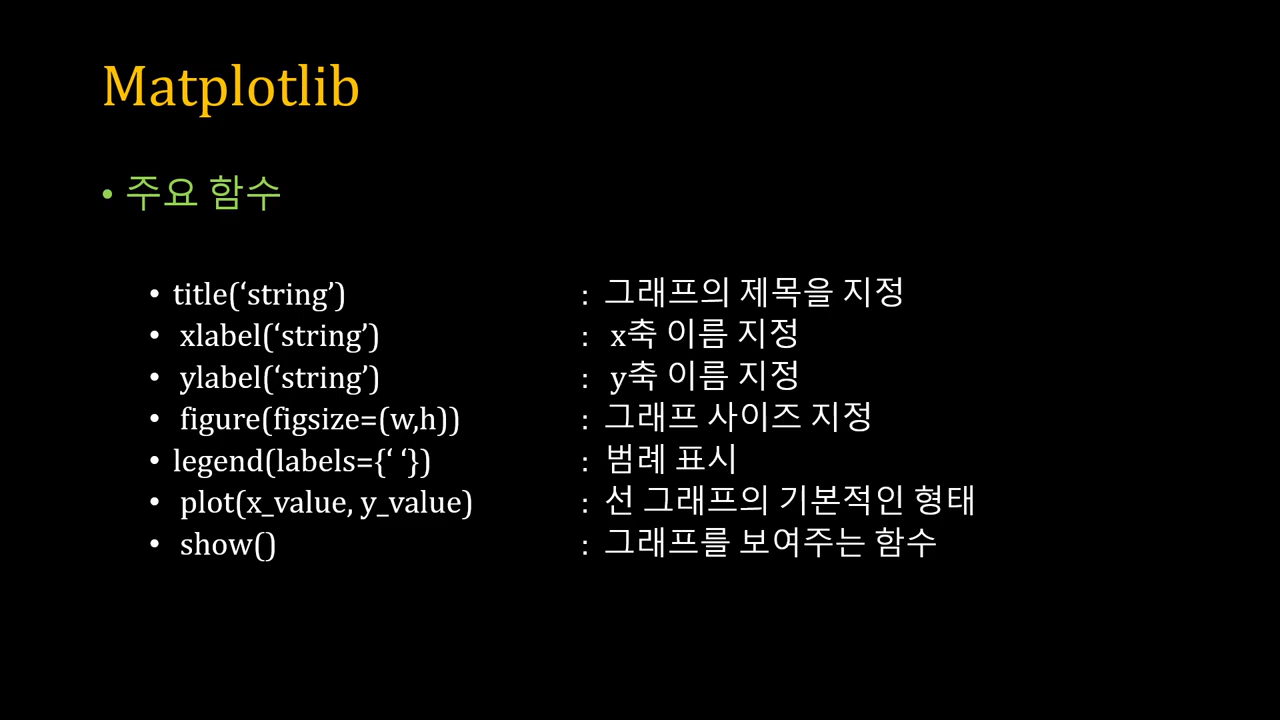 Matplotlib
• 주요 함수
• title(‘string’) : 그래프의 제목을 지정
• xlabel(‘string’) : x축 이름 지정
• ylabel(‘string’) : y축 이름 지정
• figure(figsize=(w,h)) : 그래프 사이즈 지정
• legend(labels={‘ ‘}) : 범례 표시
• plot(x_value, y_value) : 선 그래프의 기본적인 형태
• show() : 그래프를 보여주는 함수